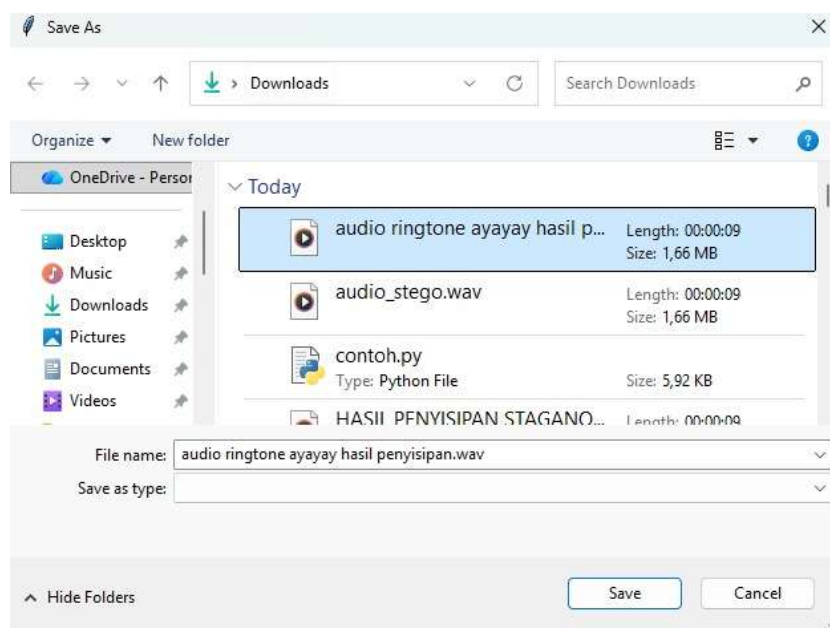 Save As
Downloads
Search Downloads
Organize
New folder
OneDrive - Person
Today
Desktop
Music
Downloads
Pictures
Documents
Videos
audio ringtone ayayay hasil p...
Length: 00:00:09
Size: 1,66 MB
audio_stego.wav
Length: 00:00:09
Size: 1,66 MB
contoh.py
Type: Python File
Size: 5,92 KB
HASIL PENYISIPAN STAGANO...
Length: 00:00:09
File name: audio ringtone ayayay hasil penyisipan.wav
Save as type:
Hide Folders
Save
Cancel